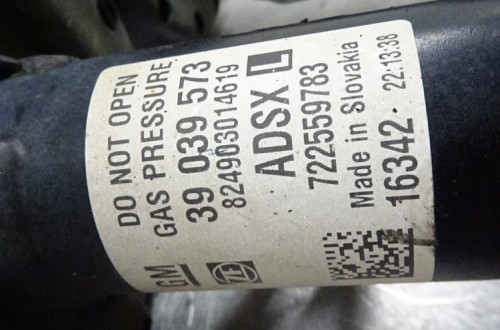 DO NOT OPEN
GAS PRESSURE
GM
39 039 573
824903014619
ZF
ADSX L
722559783
Made in Slovakia
16342. 22:13:38